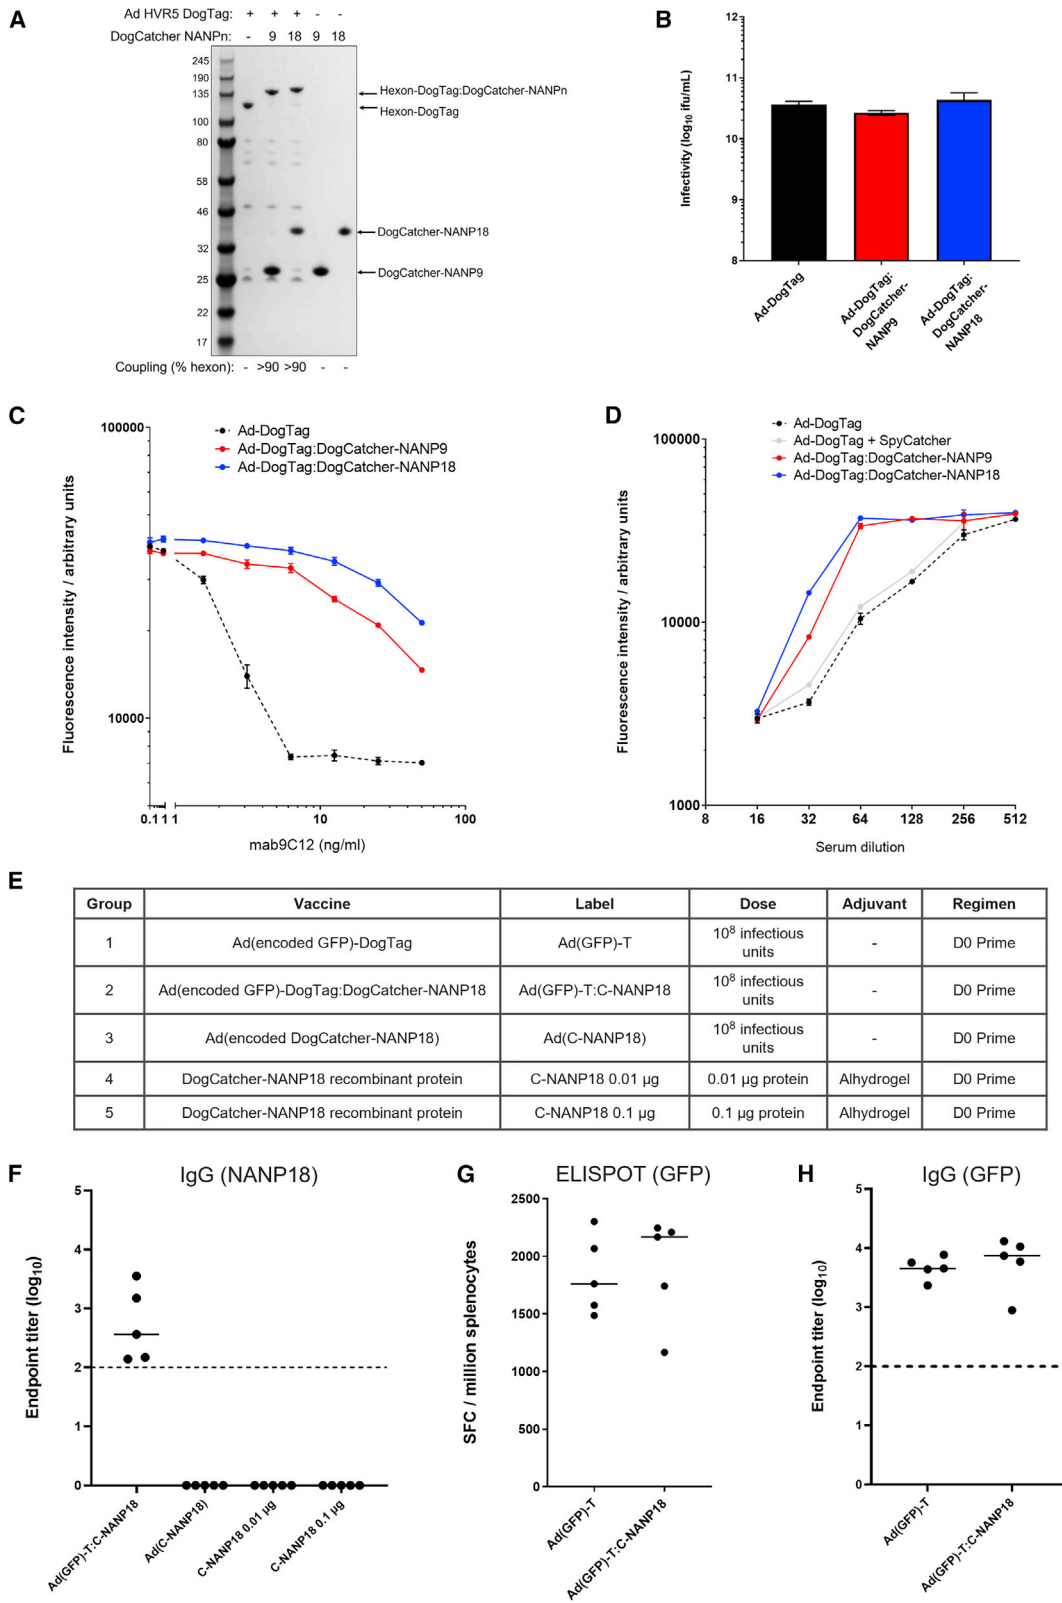 A
Ad HVR5 DogTag: + + + - -
DogCatcher NANPn: - 9 18 9 18
245
190
135
100
80
58
46
32
25
22
17
Hexon-DogTag:DogCatcher-NANPn
Hexon-DogTag
DogCatcher-NANP18
DogCatcher-NANP9
Coupling (% hexon): - >90 >90 - -
B
Infectivity (log10 ifu/mL)
12
11
10
9
8
Ad-DogTag
Ad-DogTag:
DogCatcher-
NANP9
Ad-DogTag:
DogCatcher-
NANP18
C
Fluorescence intensity / arbitrary units
100000
10000
Ad-DogTag
Ad-DogTag:DogCatcher-NANP9
Ad-DogTag:DogCatcher-NANP18
0.1 1 1 10 100
mab9C12 (ng/ml)
D
Fluorescence intensity / arbitrary units
100000
10000
1000
Ad-DogTag
Ad-DogTag + SpyCatcher
Ad-DogTag:DogCatcher-NANP9
Ad-DogTag:DogCatcher-NANP18
8 16 32 64 128 256 512
Serum dilution
E
Group Vaccine Label Dose Adjuvant Regimen
1 Ad(encoded GFP)-DogTag Ad(GFP)-T 10^8 infectious units - D0 Prime
2 Ad(encoded GFP)-DogTag:DogCatcher-NANP18 Ad(GFP)-T:C-NANP18 10^8 infectious units - D0 Prime
3 Ad(encoded DogCatcher-NANP18) Ad(C-NANP18) 10^8 infectious units - D0 Prime
4 DogCatcher-NANP18 recombinant protein C-NANP18 0.01 µg 0.01 µg protein Alhydrogel D0 Prime
5 DogCatcher-NANP18 recombinant protein C-NANP18 0.1 µg 0.1 µg protein Alhydrogel D0 Prime
F
IgG (NANP18)
Endpoint titer (log10)
5
4
3
2
1
0
Ad(GFP)-T:C-NANP18
Ad(C-NANP18)
C-NANP18 0.01 µg
C-NANP18 0.1 µg
G
ELISPOT (GFP)
SFC / million splenocytes
2500
2000
1500
1000
500
0
Ad(GFP)-T
Ad(GFP)-T:C-NANP18
H
IgG (GFP)
Endpoint titer (log10)
5
4
3
2
1
0
Ad(GFP)-T
Ad(GFP)-T:C-NANP18